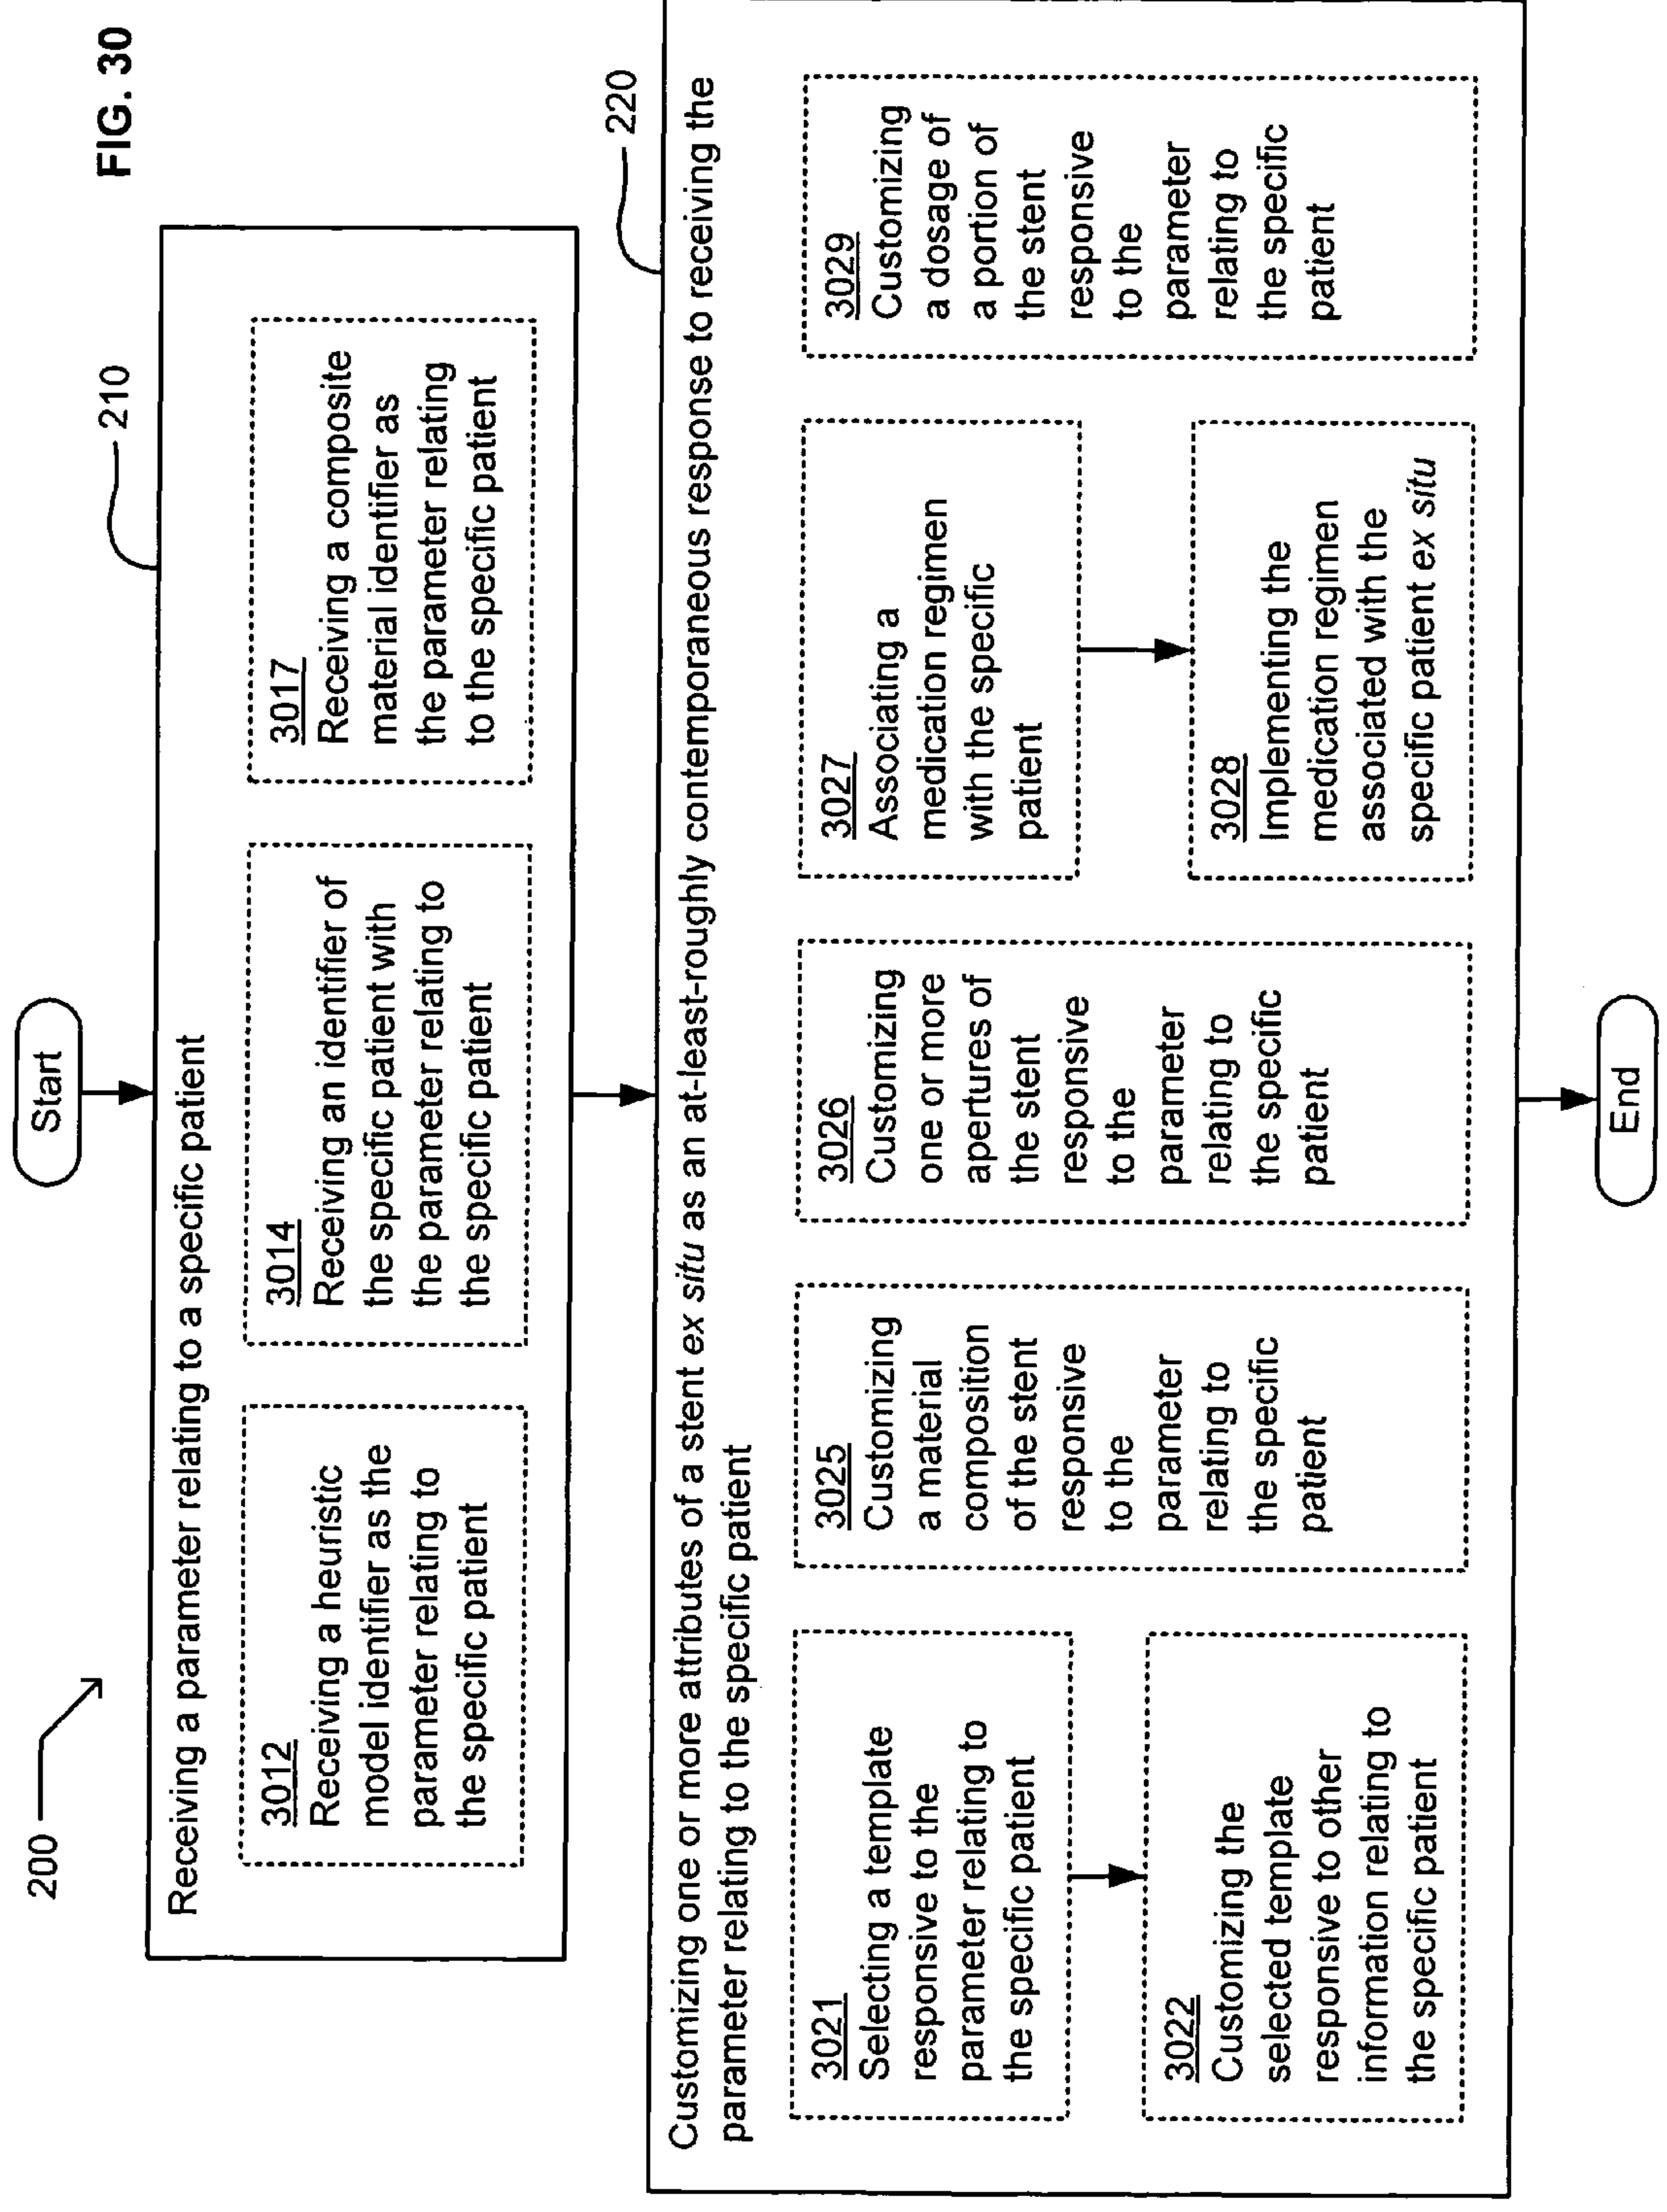 FIG. 30
200
Start
210
Receiving a parameter relating to a specific patient
3012
Receiving a heuristic
model identifier as the
parameter relating to
the specific patient
3014
Receiving an identifier of
the specific patient with
the parameter relating to
the specific patient
3017
Receiving a composite
material identifier as
the parameter relating
to the specific patient
220
Customizing one or more attributes of a stent ex situ as an at-least-roughly contemporaneous response to receiving the
parameter relating to the specific patient
3021
Selecting a template
responsive to the
parameter relating to
the specific patient
3022
Customizing the
selected template
responsive to other
information relating to
the specific patient
3025
Customizing
a material
composition
of the stent
responsive
to the
parameter
relating to
the specific
patient
3026
Customizing
one or more
apertures of
the stent
responsive
to the
parameter
relating to
the specific
patient
3027
Associating a
medication regimen
with the specific
patient
3028
Implementing the
medication regimen
associated with the
specific patient ex situ
3029
Customizing
a dosage of
a portion of
the stent
responsive
to the
parameter
relating to
the specific
patient
End